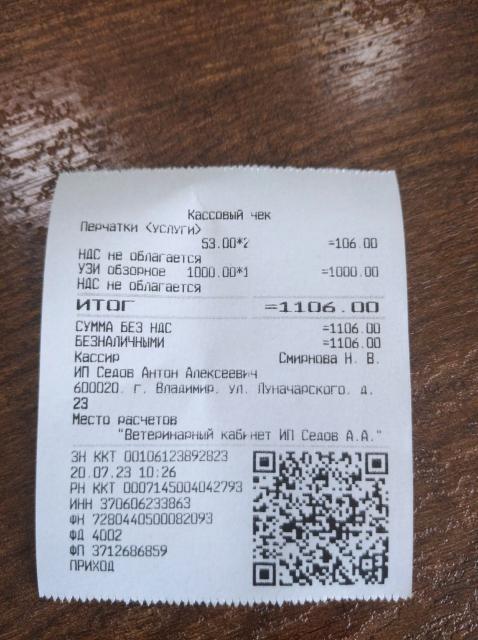 Кассовый чек
Перчатки <услуги>
53.00*2 =106.00
НДС не облагается
УЗИ обзорное 1000.00*1 =1000.00
НДС не облагается
ИТОГ =1106.00
СУММА БЕЗ НДС =1106.00
БЕЗНАЛИЧНЫМИ =1106.00
Кассир Смирнова Н. В.
ИП Седов Антон Алексеевич
600020, г. Владимир, ул. Луначарского, д.
23
Место расчетов
"Ветеринарный кабинет ИП Седов А.А."
ЗН ККТ 00106123892823
20.07.23 10:26
РН ККТ 0007145004042793
ИНН 370606233863
ФН 7280440500082093
ФД 4002
ФП 3712686859
ПРИХОД